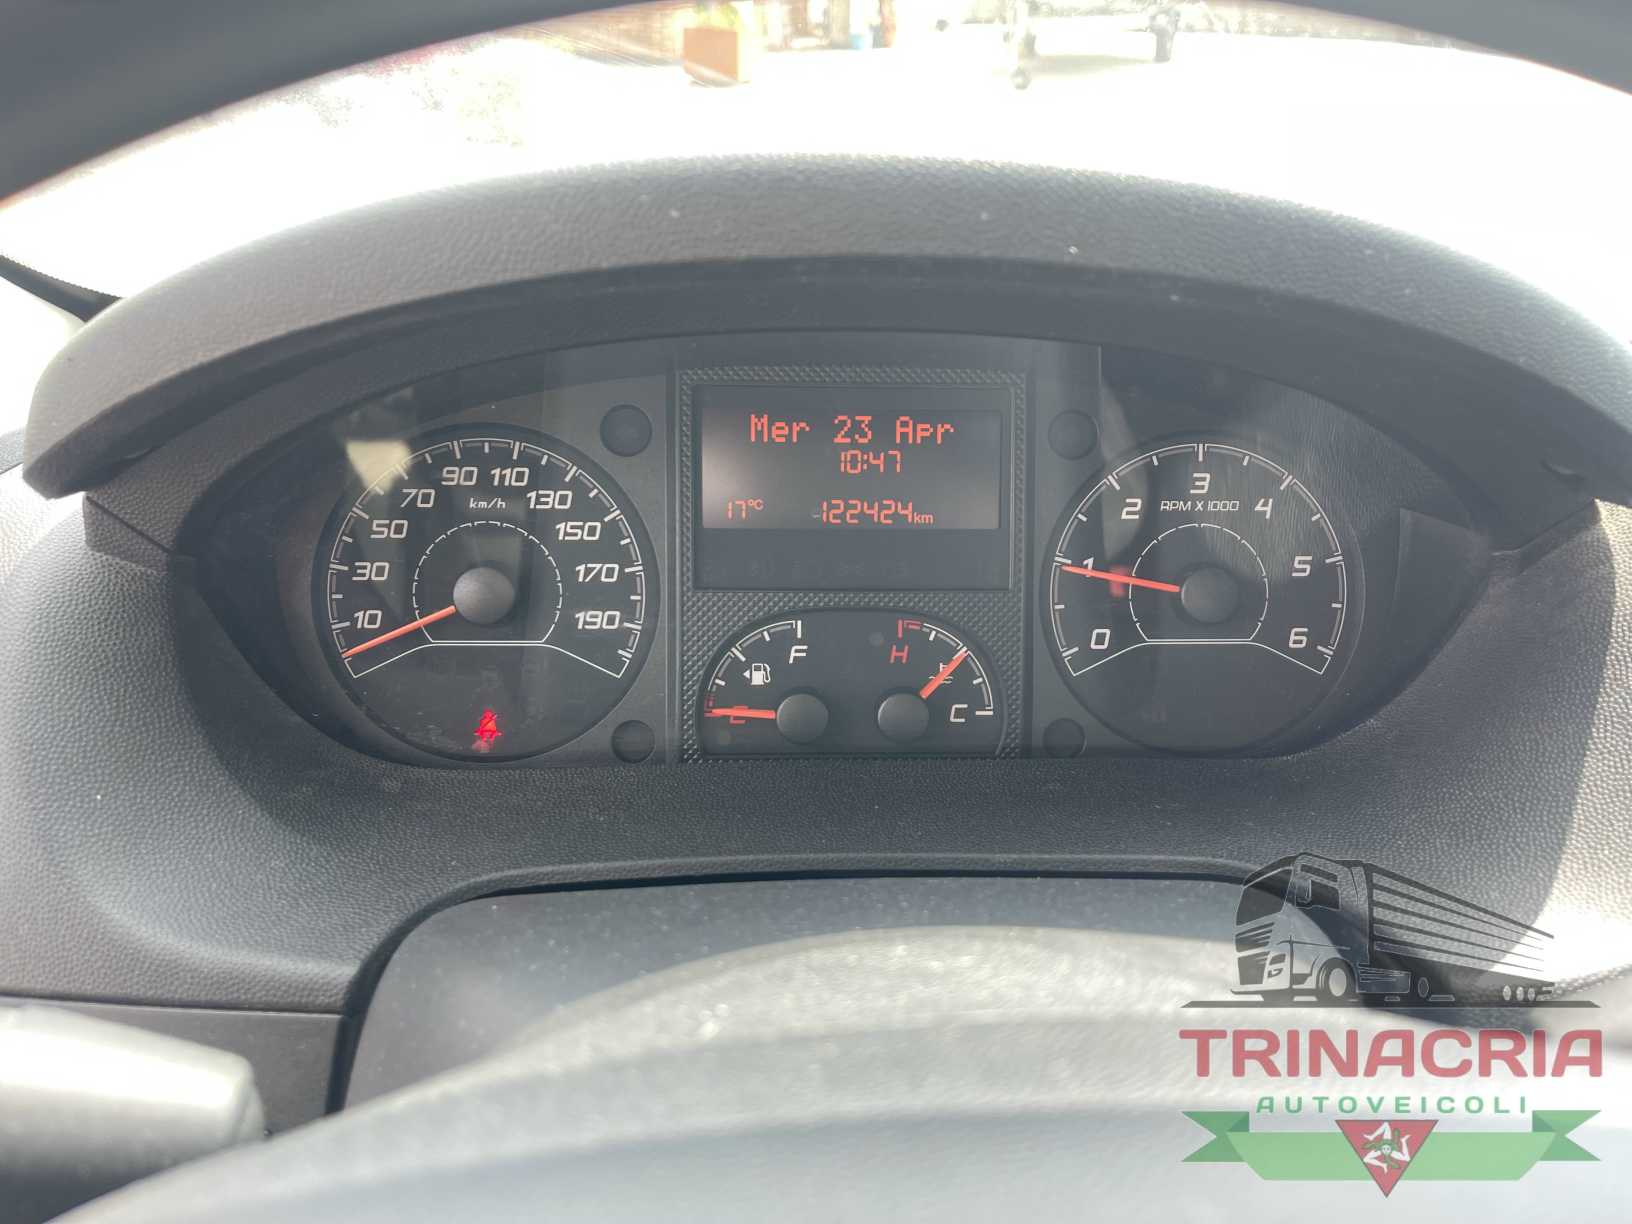 Mer 23 Apr
10:47
17°C 122424km
10
30
50
70
90
110
130
150
170
190
km/h
0
1
2
3
4
5
6
RPM X 1000
F
E
H
C
TRINACRIA
AUTOVEICOLI